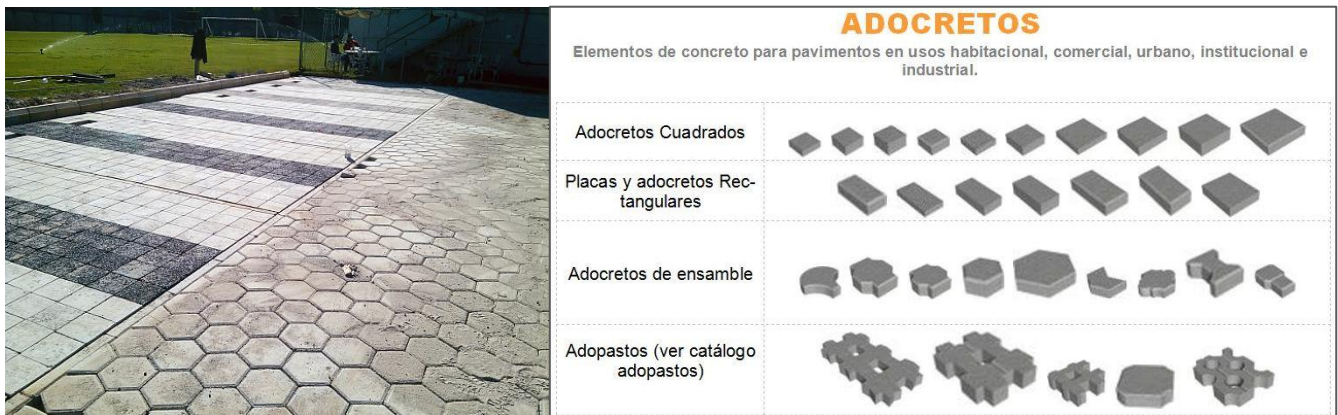 ADOCRETOS
Elementos de concreto para pavimentos en usos habitacional, comercial, urbano, institucional e
industrial.
Adocretos Cuadrados
Placas y adocretos Rec-
tangulares
Adocretos de ensamble
Adopastos (ver catálogo
adopastos)